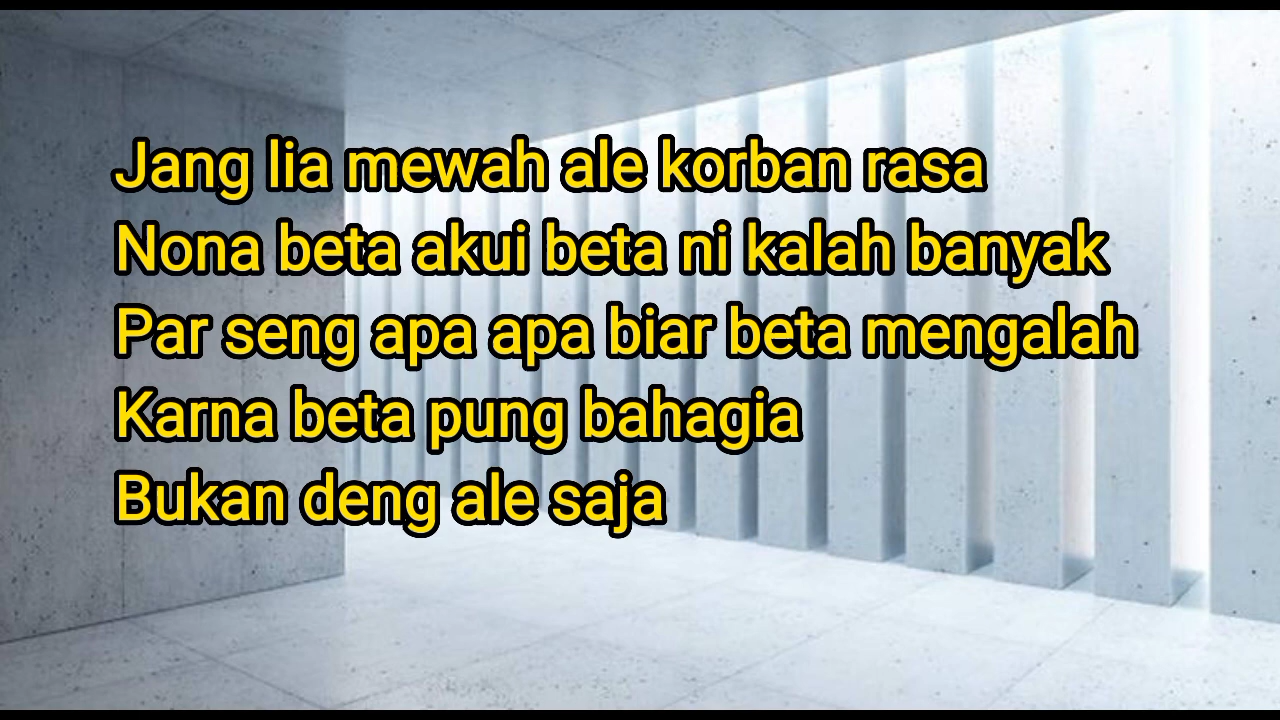 Jang lia mewah ale korban rasa
Nona beta akui beta ni kalah banyak
Par seng apa apa biar beta mengalah
Karna beta pung bahagia
Bukan deng ale saja